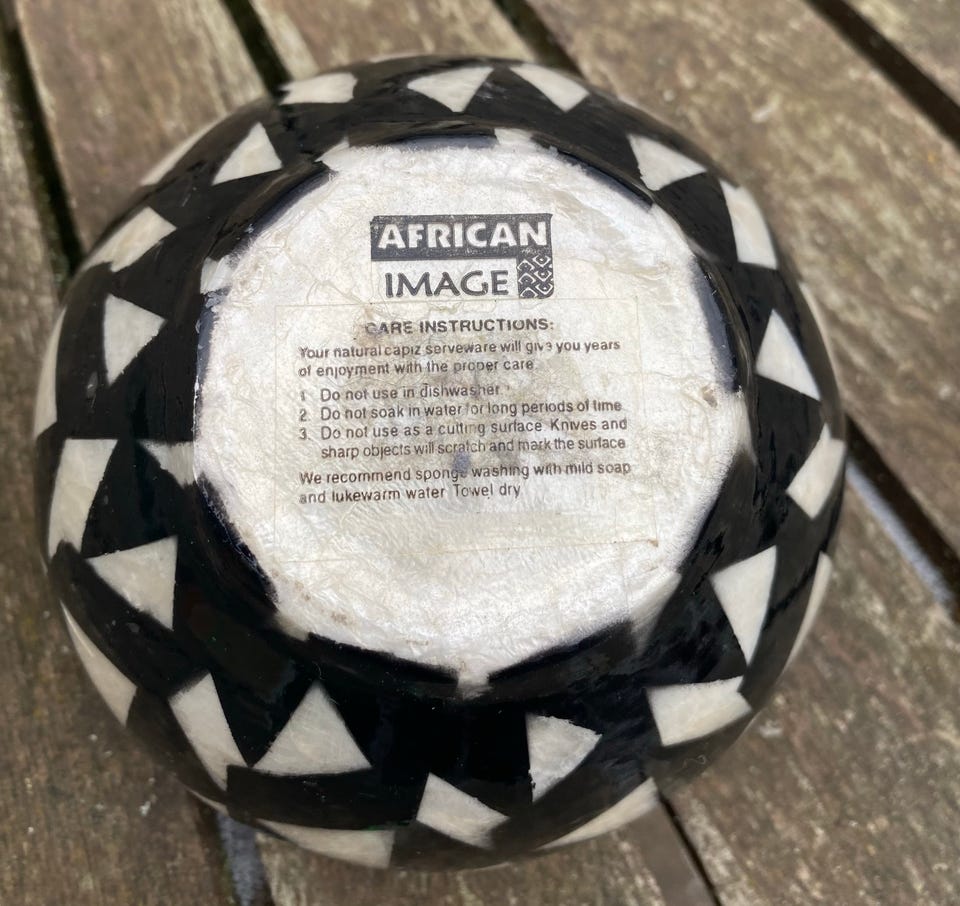 AFRICAN
IMAGE
CARE INSTRUCTIONS:
Your natural capiz serveware will give you years
of enjoyment with the proper care.
1. Do not use in dishwasher.
2. Do not soak in water for long periods of time.
3. Do not use as a cutting surface. Knives and
sharp objects will scratch and mark the surface.
We recommend sponge washing with mild soap
and lukewarm water. Towel dry.